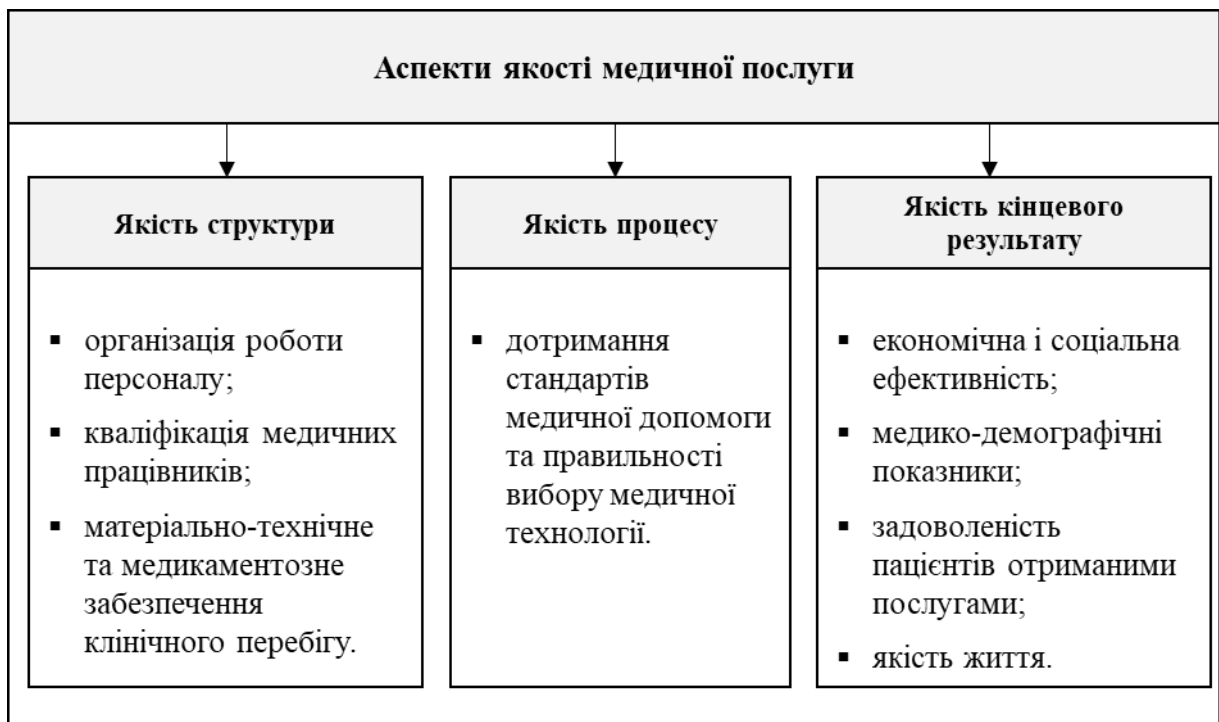 Аспекти якості медичної послуги
Якість структури
▪ організація роботи
персоналу;
▪ кваліфікація медичних
працівників;
▪ матеріально-технічне
та медикаментозне
забезпечення
клінічного перебігу.
Якість процесу
▪ дотримання
стандартів
медичної допомоги
та правильності
вибору медичної
технології.
Якість кінцевого
результату
▪ економічна і соціальна
ефективність;
▪ медико-демографічні
показники;
▪ задоволеність
пацієнтів отриманими
послугами;
▪ якість життя.